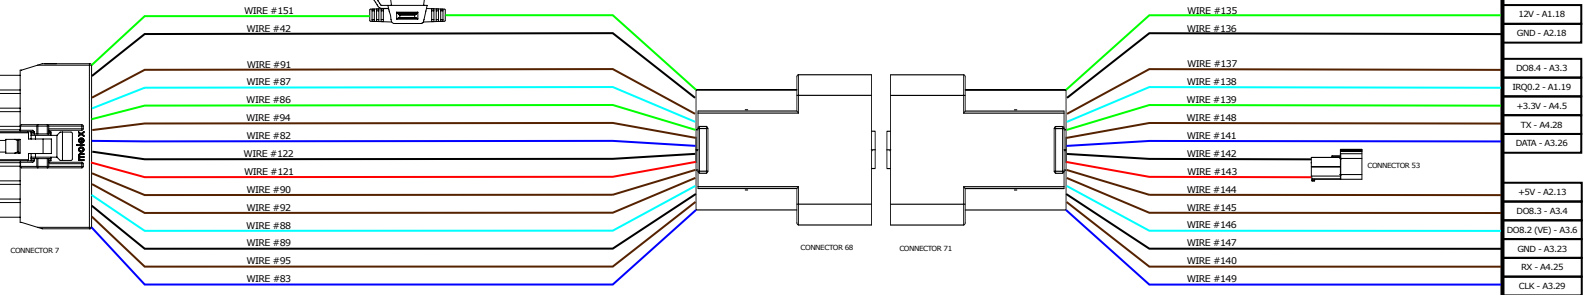 WIRE #151
WIRE #42
WIRE #91
WIRE #87
WIRE #86
WIRE #94
WIRE #82
WIRE #122
WIRE #121
WIRE #90
WIRE #92
WIRE #88
WIRE #89
WIRE #95
WIRE #83
molex
CONNECTOR 7
CONNECTOR 68
CONNECTOR 71
WIRE #135
WIRE #136
WIRE #137
WIRE #138
WIRE #139
WIRE #148
WIRE #141
WIRE #142
WIRE #143
WIRE #144
WIRE #145
WIRE #146
WIRE #147
WIRE #140
WIRE #149
CONNECTOR 53
12V - A1.18
GND - A2.18
DO8.4 - A3.3
IRQ0.2 - A1.19
+3.3V - A4.5
TX - A4.28
DATA - A3.26
+5V - A2.13
DO8.3 - A3.4
DO8.2 (VE) - A3.6
GND - A3.23
RX - A4.25
CLK - A3.29